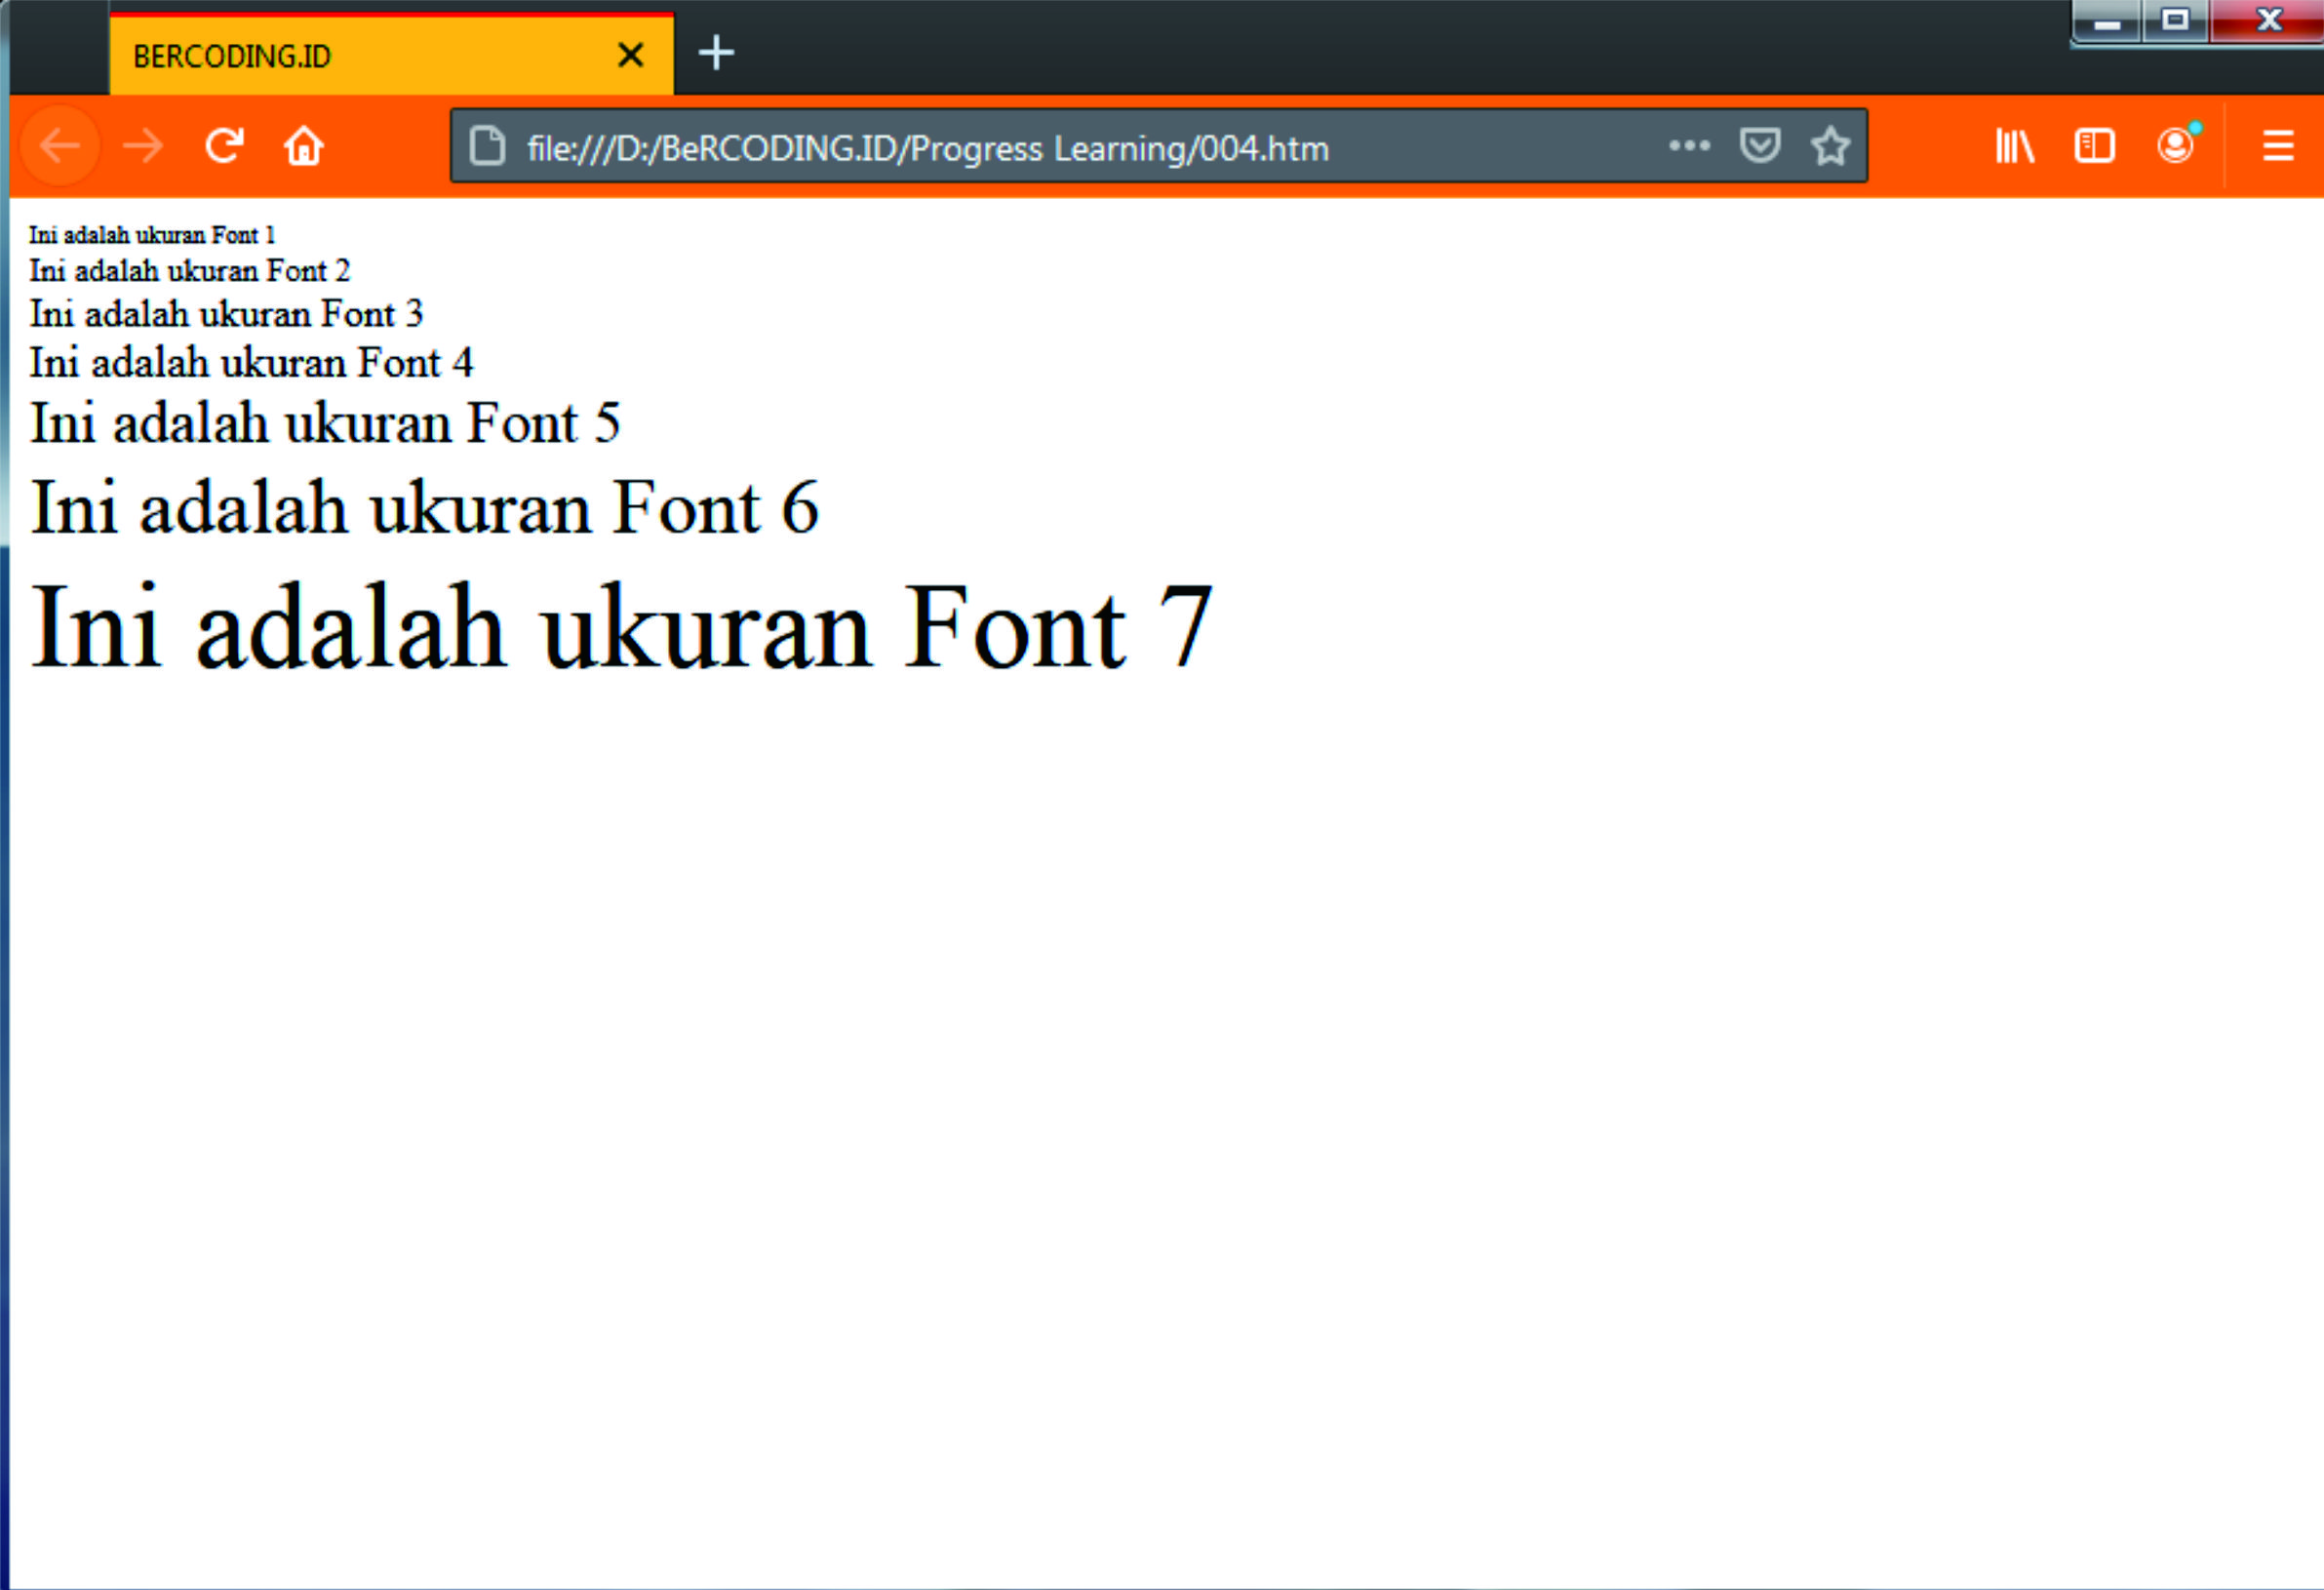 BERCODING.ID
file:///D:/BeRCODING.ID/Progress Learning/004.htm
Ini adalah ukuran Font 1
Ini adalah ukuran Font 2
Ini adalah ukuran Font 3
Ini adalah ukuran Font 4
Ini adalah ukuran Font 5
Ini adalah ukuran Font 6
Ini adalah ukuran Font 7